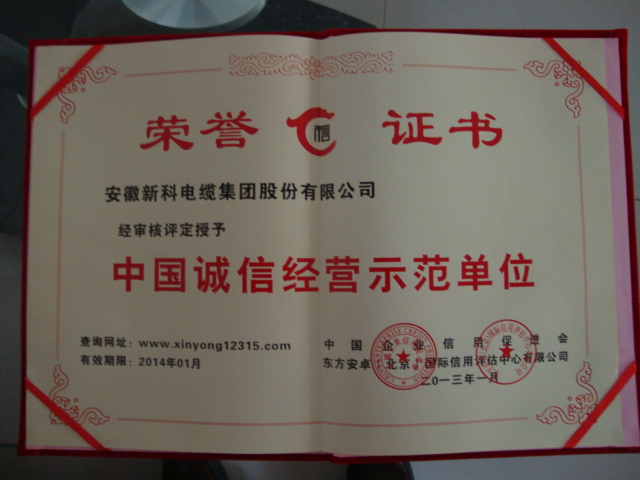 荣誉 信 证书
安徽新科电缆集团股份有限公司
经审核评定授予
中国诚信经营示范单位
查询网址：www.xinyong12315.com
有效期限：2014年01月
中国企业信用促进会
东方安卓（北京）国际信用评估中心有限公司
二〇一三年一月